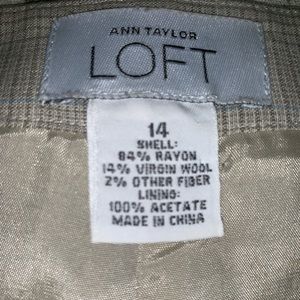 ANN TAYLOR
LOFT
14
SHELL:
84% RAYON
14% VIRGIN WOOL
2% OTHER FIBER
LINING:
100% ACETATE
MADE IN CHINA